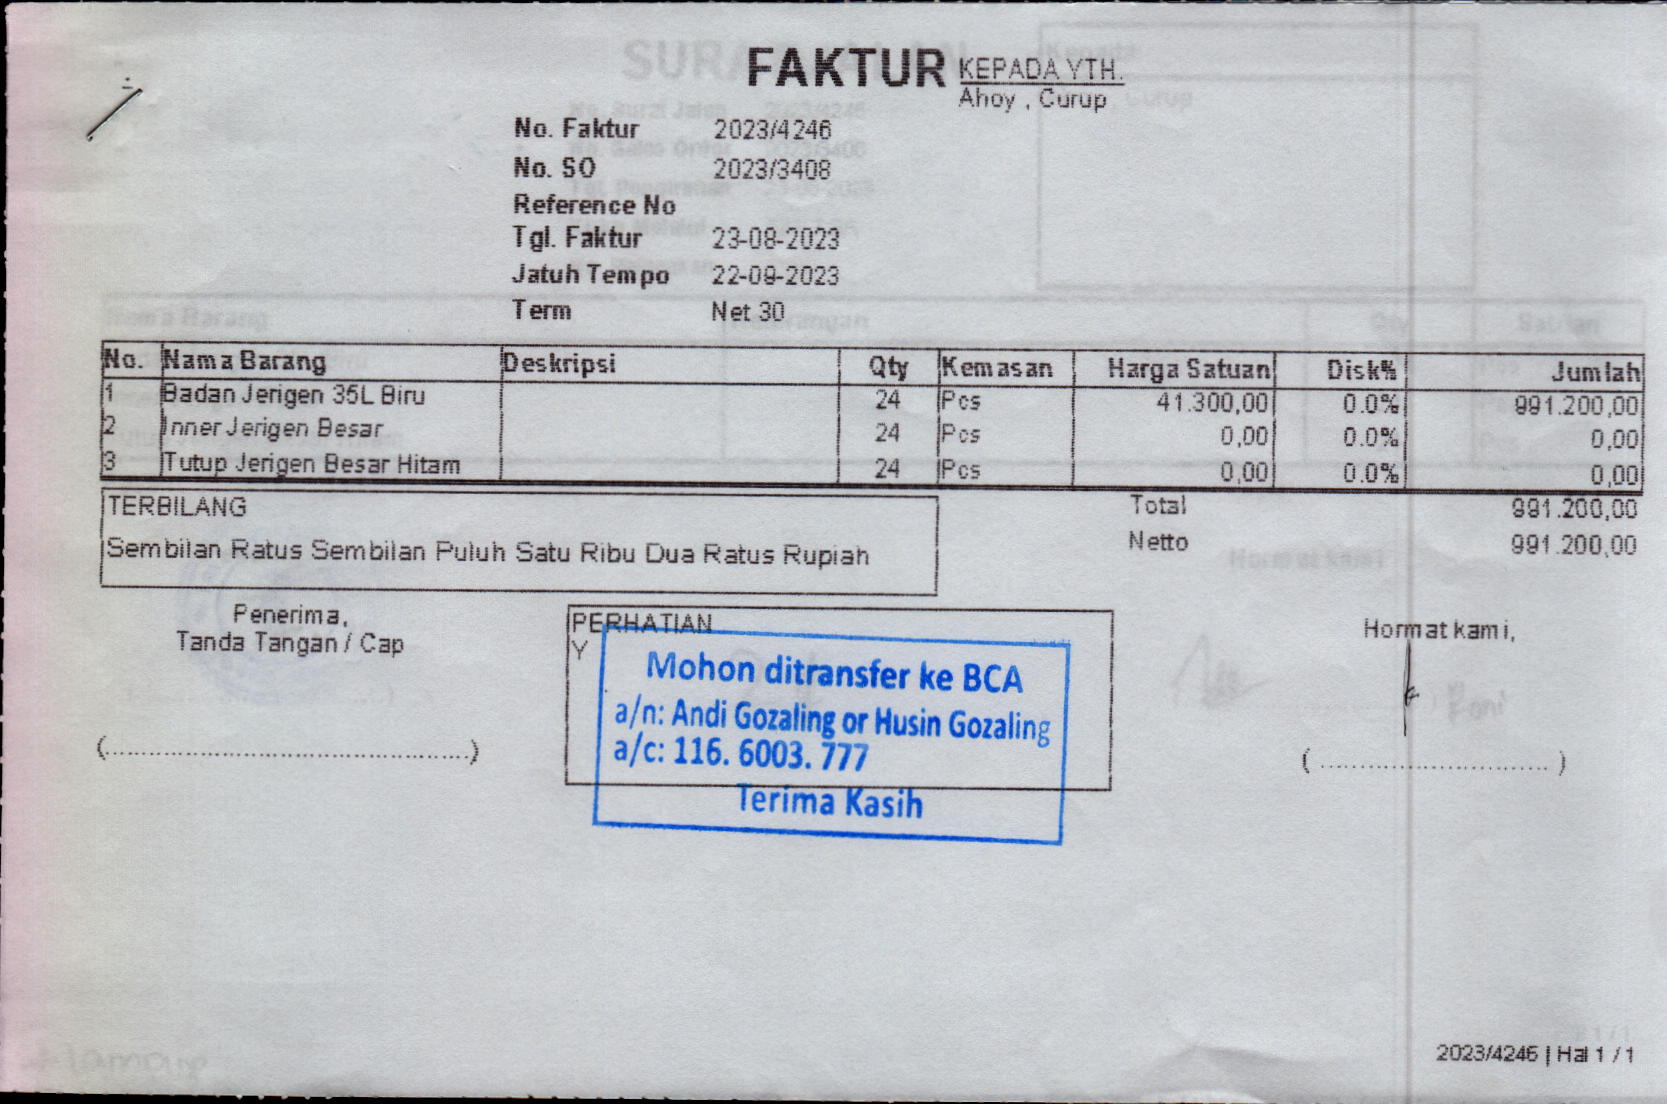 FAKTUR
KEPADA YTH.
Ahoy , Curup
No. Faktur 2023/4246
No. SO 2023/3408
Reference No
Tgl. Faktur 23-08-2023
Jatuh Tempo 22-09-2023
Term Net 30
No. Nama Barang Deskripsi Qty Kemasan Harga Satuan Disk% Jumlah
1 Badan Jerigen 35L Biru 24 Pcs 41.300,00 0.0% 991.200,00
2 Inner Jerigen Besar 24 Pcs 0,00 0.0% 0,00
3 Tutup Jerigen Besar Hitam 24 Pcs 0,00 0.0% 0,00
TERBILANG
Sembilan Ratus Sembilan Puluh Satu Ribu Dua Ratus Rupiah
Total 991.200,00
Netto 991.200,00
Penerima,
Tanda Tangan / Cap
(..............................................)
PERHATIAN
Y
Mohon ditransfer ke BCA
a/n: Andi Gozaling or Husin Gozaling
a/c: 116. 6003. 777
Terima Kasih
Hormat kami,
( ............................. )
2023/4246 | Hal 1 / 1